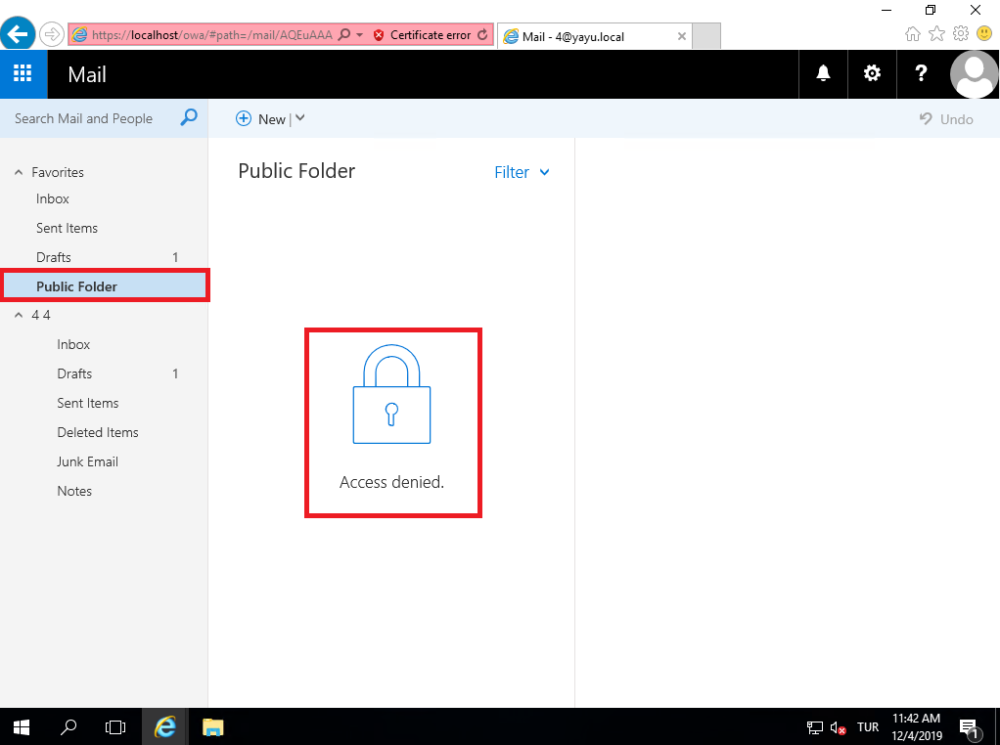 https://localhost/owa/#path=/mail/AQEuAAA
Certificate error
Mail - 4@yayu.local
Mail
?
Search Mail and People
New
Undo
Favorites
Inbox
Sent Items
Drafts 1
Public Folder
4 4
Inbox
Drafts 1
Sent Items
Deleted Items
Junk Email
Notes
Public Folder
Filter
Access denied.
TUR
11:42 AM
12/4/2019
1